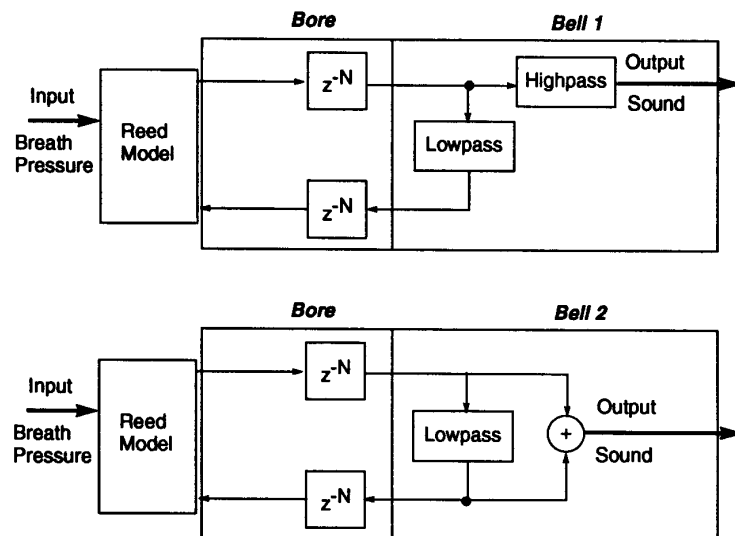 Bore
Bell 1
Input
Breath
Pressure
Reed
Model
z-N
z-N
Lowpass
Highpass
Output
Sound
Bore
Bell 2
Input
Breath
Pressure
Reed
Model
z-N
z-N
Lowpass
+
Output
Sound